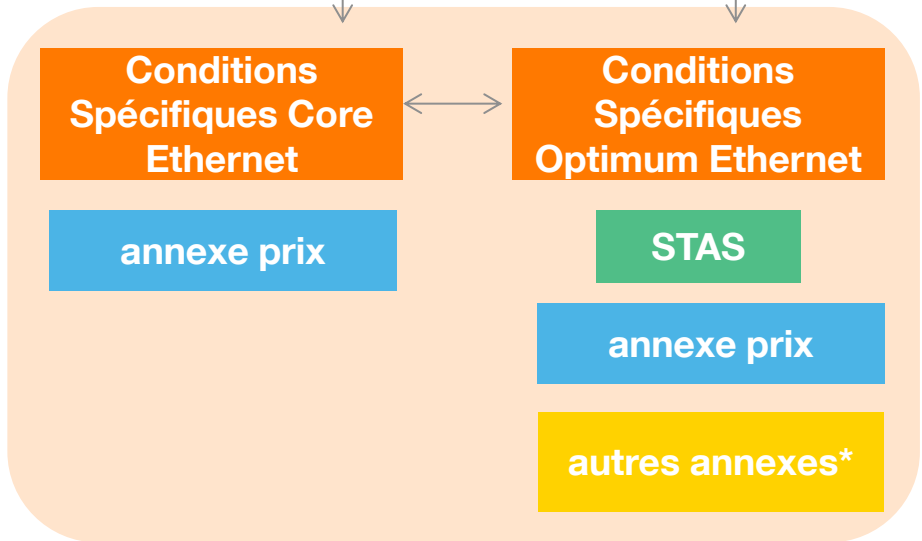 Conditions
Spécifiques Core
Ethernet
annexe prix
Conditions
Spécifiques
Optimum Ethernet
STAS
annexe prix
autres annexes*